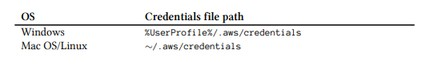 OS Credentials file path
Windows %UserProfile%/.aws/credentials
Mac OS/Linux ~/.aws/credentials